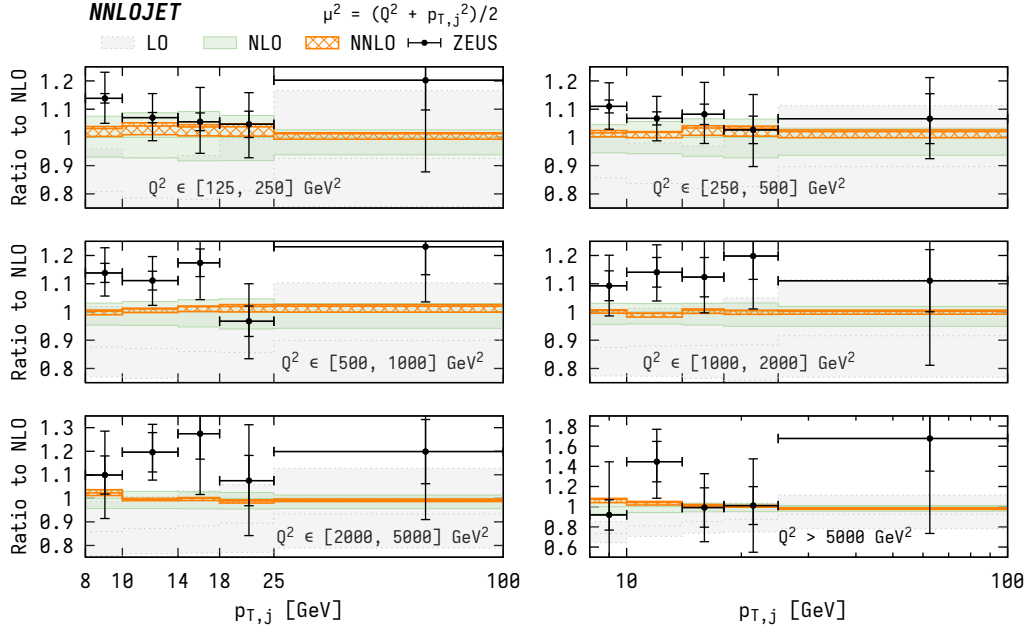 NNLOJET
μ² = (Q² + p_T,j²)/2
LO NLO NNLO ZEUS
Ratio to NLO
1.2
1.1
1
0.9
0.8
Q² ∈ [125, 250] GeV²
1.2
1.1
1
0.9
0.8
Q² ∈ [250, 500] GeV²
Ratio to NLO
1.2
1.1
1
0.9
0.8
Q² ∈ [500, 1000] GeV²
1.2
1.1
1
0.9
0.8
Q² ∈ [1000, 2000] GeV²
Ratio to NLO
1.3
1.2
1.1
1
0.9
0.8
Q² ∈ [2000, 5000] GeV²
8 10 14 18 25 100
p_T,j [GeV]
1.8
1.6
1.4
1.2
1
0.8
0.6
Q² > 5000 GeV²
10 100
p_T,j [GeV]